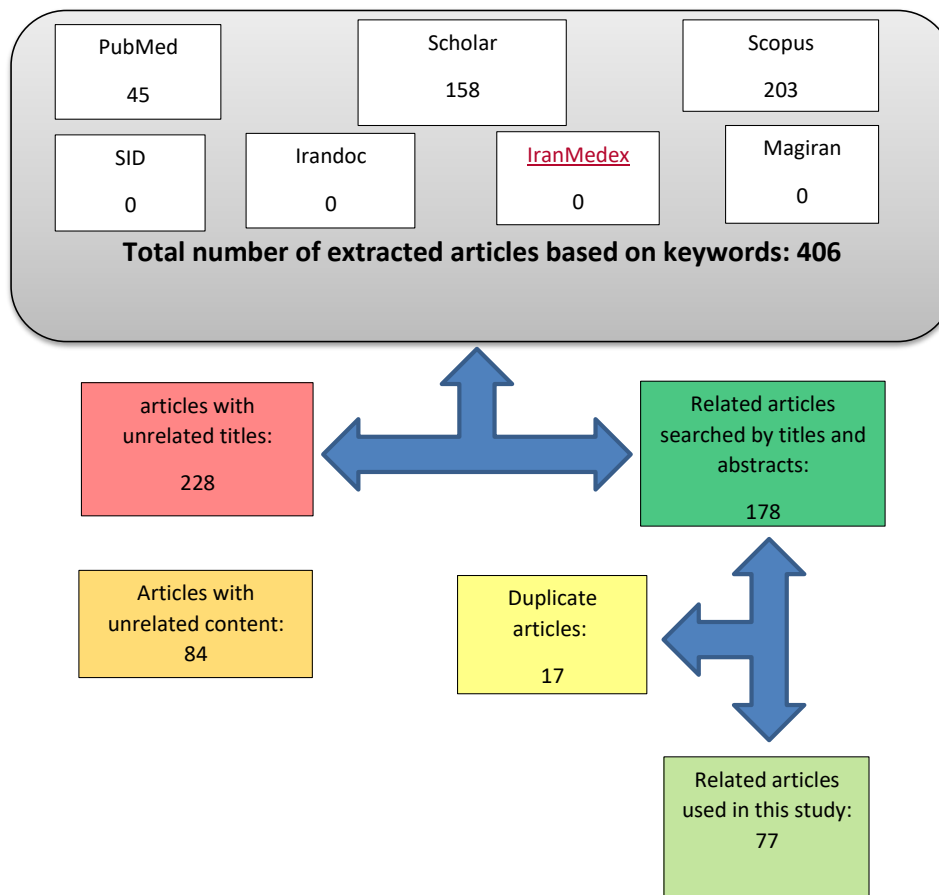 PubMed
45
Scholar
158
Scopus
203
SID
0
Irandoc
0
IranMedex
0
Magiran
0
Total number of extracted articles based on keywords: 406
articles with
unrelated titles:
228
Related articles
searched by titles and
abstracts:
178
Articles with
unrelated content:
84
Duplicate
articles:
17
Related articles
used in this study:
77